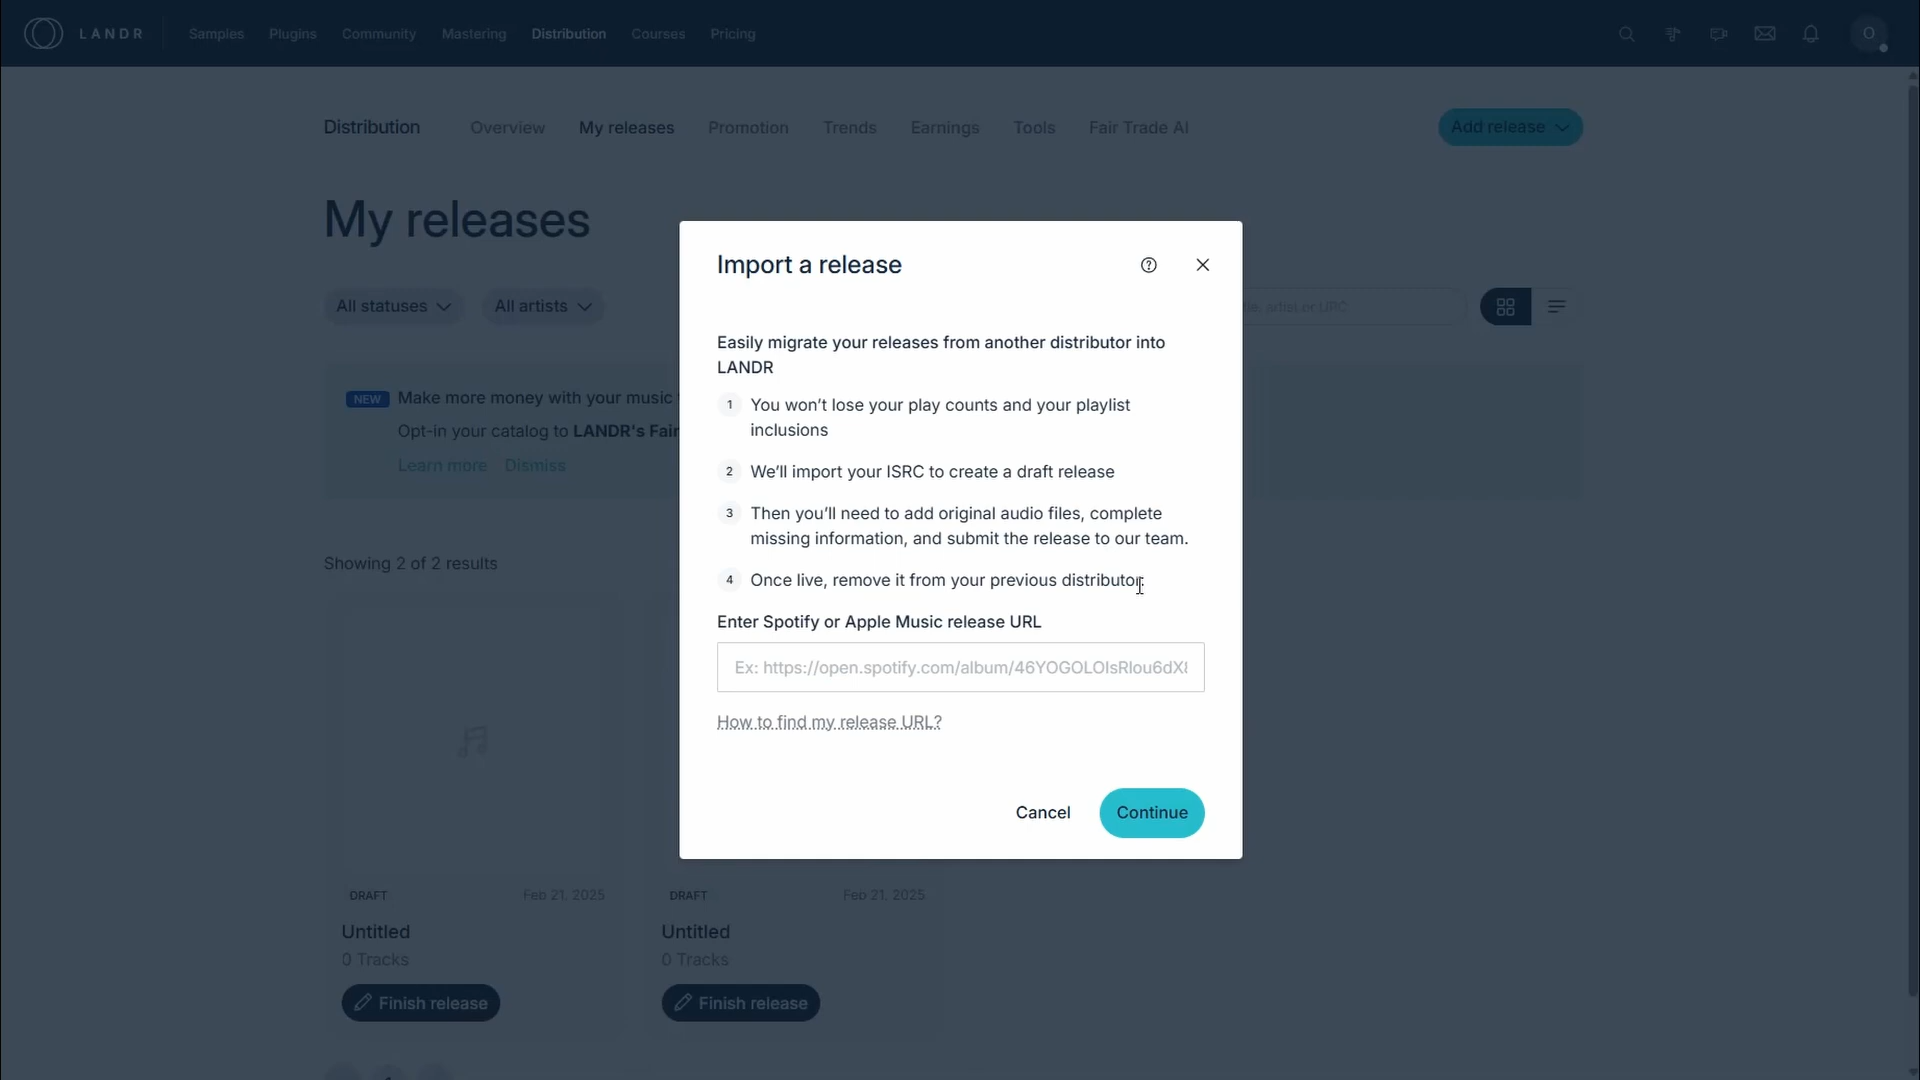 LANDR Samples Plugins Community Mastering Distribution Courses Pricing O
Distribution Overview My releases Promotion Trends Earnings Tools Fair Trade AI Add release
My releases
All statuses All artists artist or UPC
NEW Make more money with your music
Opt-in your catalog to LANDR's Fair
Learn more Dismiss
Showing 2 of 2 results
Import a release
Easily migrate your releases from another distributor into
LANDR
1 You won't lose your play counts and your playlist
inclusions
2 We'll import your ISRC to create a draft release
3 Then you'll need to add original audio files, complete
missing information, and submit the release to our team.
4 Once live, remove it from your previous distributor
Enter Spotify or Apple Music release URL
Ex: https://open.spotify.com/album/46YOGOLOIsRIou6dX
How to find my release URL?
Cancel Continue
DRAFT Feb 21, 2025 DRAFT Feb 21, 2025
Untitled Untitled
0 Tracks 0 Tracks
Finish release Finish release